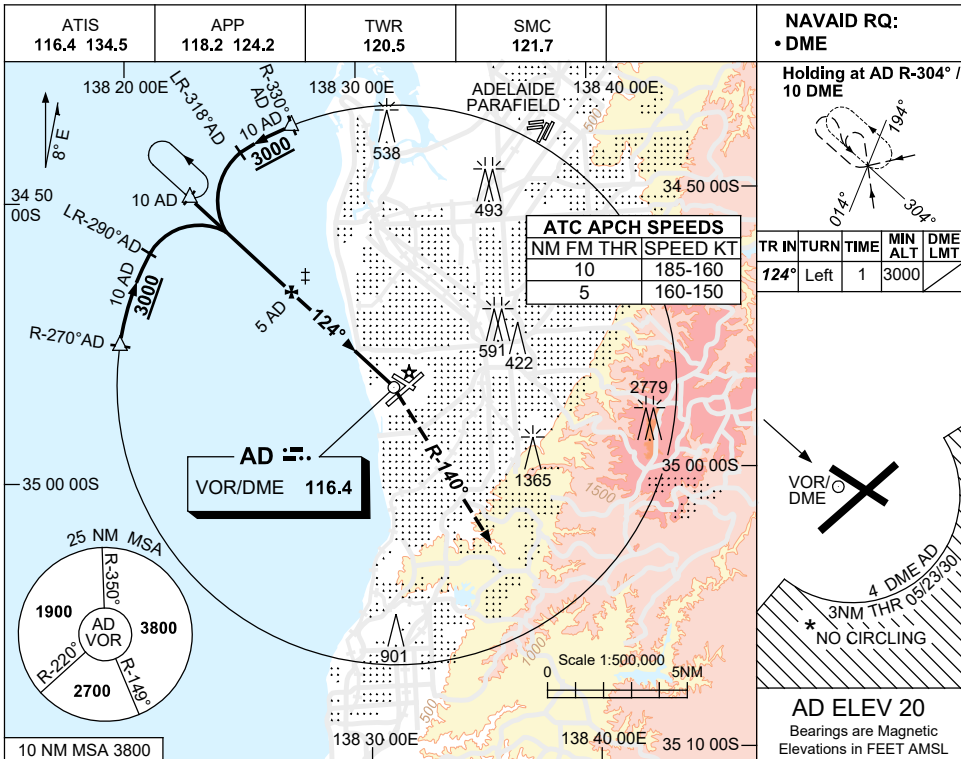 ATIS
116.4 134.5
APP
118.2 124.2
TWR
120.5
SMC
121.7
NAVAID RQ:
• DME
138 20 00E
138 30 00E
138 40 00E
ADELAIDE
PARAFIELD
8° E
LR-318°AD
R-330°
AD
10 AD
3000
538
500
34 50
00S
34 50 00S
10 AD
493
LR-290°AD
10 AD
3000
R-270°AD
‡
5 AD
124°
ATC APCH SPEEDS
NM FM THR SPEED KT
10 185-160
5 160-150
591
422
2779
1365
AD
VOR/DME 116.4
R-140°
35 00 00S
35 00 00S
1500
25 NM MSA
R-350°
1900
AD
VOR
3800
R-220°
R-149°
2700
901
1000
500
Scale 1:500,000
0 5NM
10 NM MSA 3800
138 30 00E
138 40 00E
35 10 00S
Holding at AD R-304° /
10 DME
194°
014°
304°
TR IN TURN TIME MIN ALT DME LMT
124° Left 1 3000
VOR/
DME
4 DME AD
3NM THR 05/23/30
* NO CIRCLING
AD ELEV 20
Bearings are Magnetic
Elevations in FEET AMSL